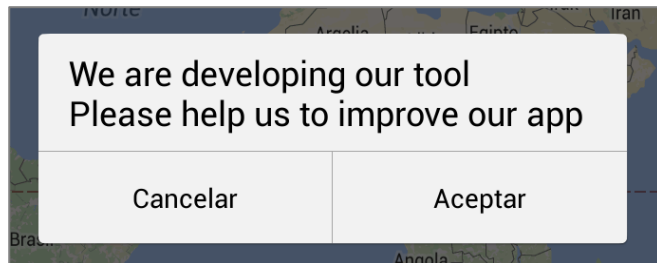 Norte
Iran
Argelia
Egipto
We are developing our tool
Please help us to improve our app
Cancelar
Aceptar
Brasil
Angola